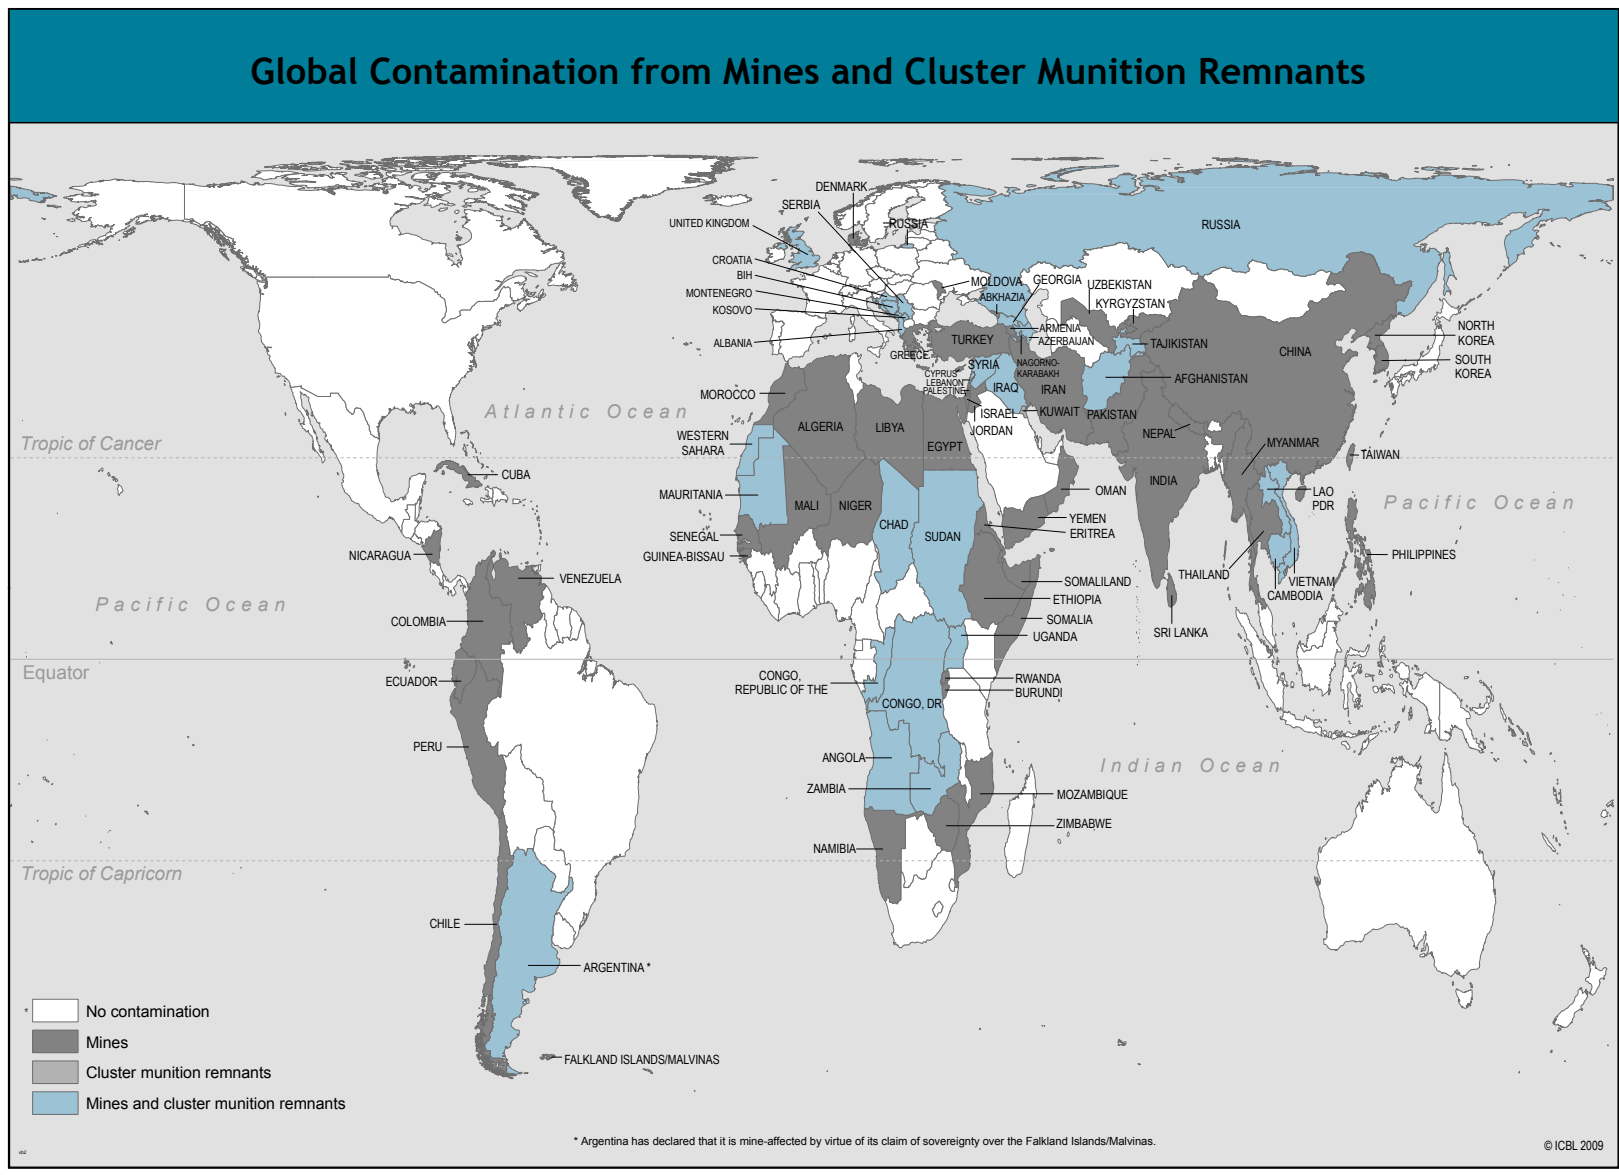 Global Contamination from Mines and Cluster Munition Remnants
DENMARK
SERBIA
UNITED KINGDOM
RUSSIA
RUSSIA
CROATIA
BIH
MONTENEGRO
KOSOVO
ALBANIA
MOLDOVA
ABKHAZIA
GEORGIA
UZBEKISTAN
KYRGYZSTAN
ARMENIA
AZERBAIJAN
TAJIKISTAN
NORTH
KOREA
SOUTH
KOREA
CHINA
TURKEY
GREECE
NAGORNO-
KARABAKH
SYRIA
CYPRUS
LEBANON
PALESTINE
IRAQ
IRAN
AFGHANISTAN
MOROCCO
Atlantic Ocean
ISRAEL
KUWAIT
PAKISTAN
JORDAN
NEPAL
ALGERIA
LIBYA
EGYPT
WESTERN
SAHARA
Tropic of Cancer
MYANMAR
TAIWAN
CUBA
INDIA
OMAN
LAO
PDR
Pacific Ocean
MAURITANIA
MALI
NIGER
CHAD
SUDAN
YEMEN
ERITREA
SENEGAL
GUINEA-BISSAU
NICARAGUA
VENEZUELA
PHILIPPINES
THAILAND
VIETNAM
CAMBODIA
SOMALILAND
ETHIOPIA
SOMALIA
UGANDA
SRI LANKA
Pacific Ocean
COLOMBIA
Equator
ECUADOR
CONGO,
REPUBLIC OF THE
RWANDA
BURUNDI
CONGO, DR
PERU
ANGOLA
Indian Ocean
ZAMBIA
MOZAMBIQUE
ZIMBABWE
NAMIBIA
Tropic of Capricorn
CHILE
ARGENTINA *
FALKLAND ISLANDS/MALVINAS
No contamination
Mines
Cluster munition remnants
Mines and cluster munition remnants
* Argentina has declared that it is mine-affected by virtue of its claim of sovereignty over the Falkland Islands/Malvinas.
© ICBL 2009